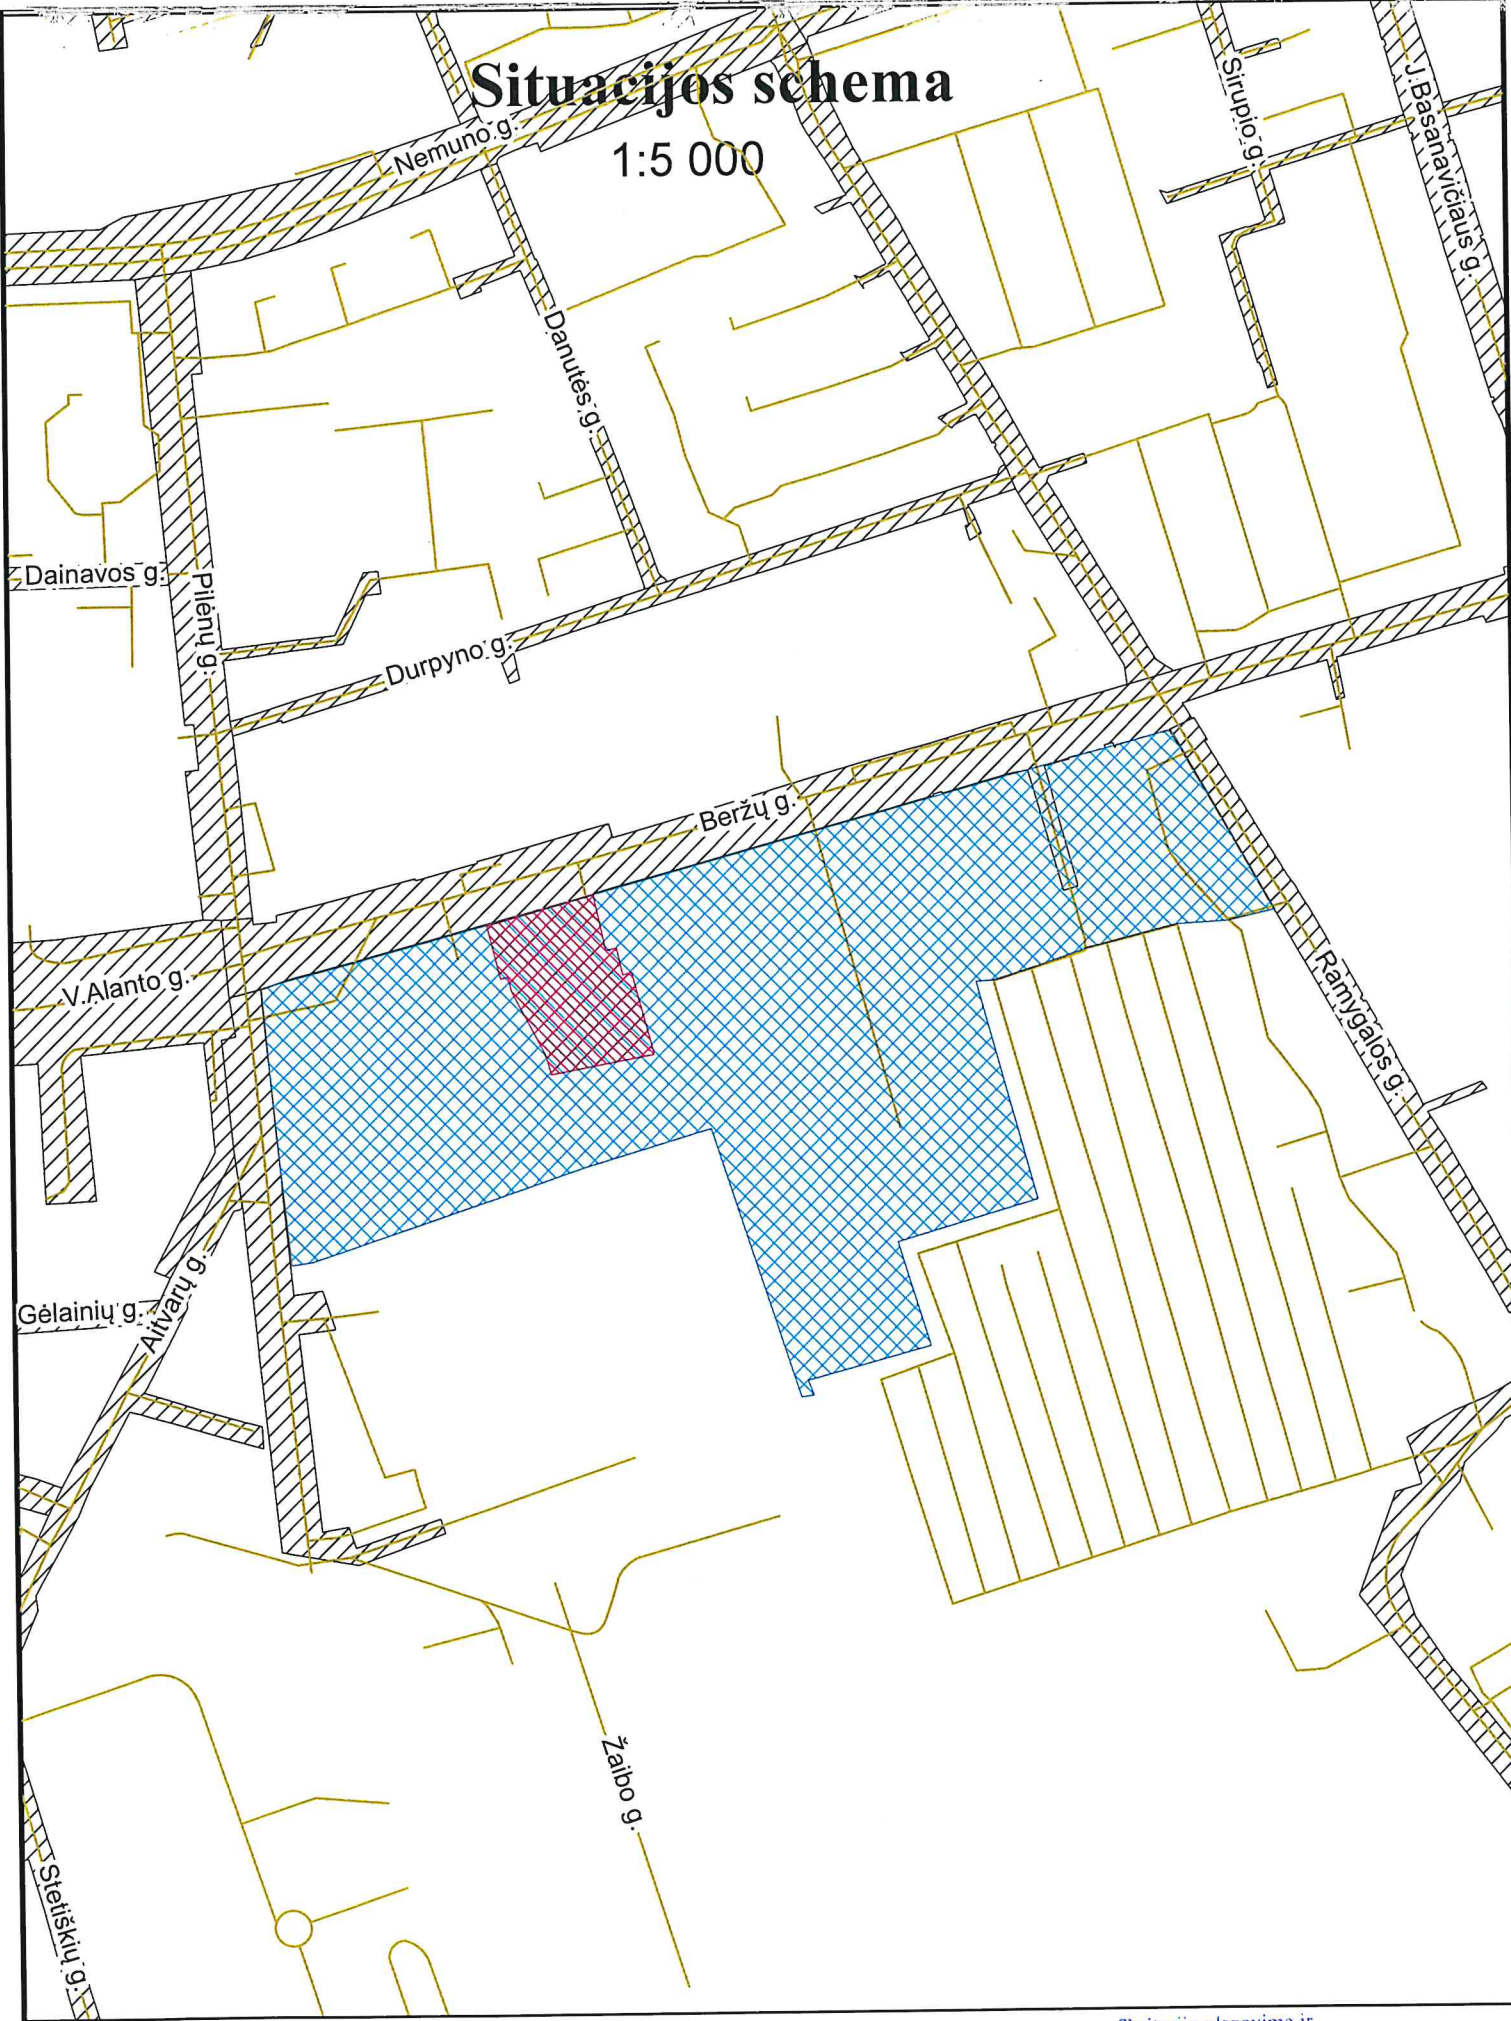 Situacijos schema
1:5 000
Nemuno g.
Sirupio g.
J.Basanavičiaus g.
Danutės g.
Dainavos g.
Pilėnų g.
Durpyno g.
Beržų g.
V.Alanto g.
Ramygalos g.
Gėlainių g.
Aitvarų g.
Žaibo g.
Stetiškių g.